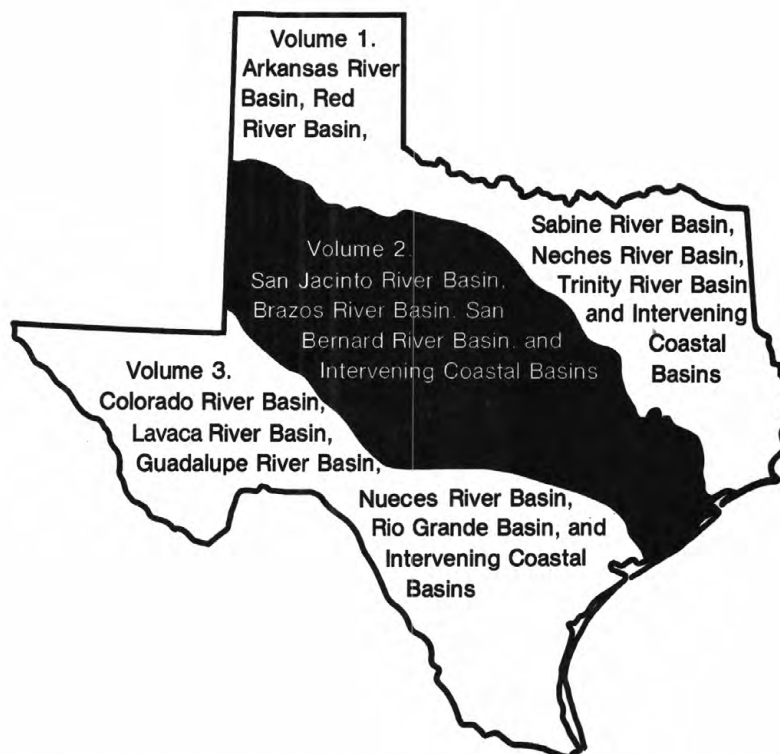 Volume 1.
Arkansas River
Basin, Red
River Basin,
Sabine River Basin,
Neches River Basin,
Trinity River Basin
and Intervening
Coastal
Basins
Volume 2.
San Jacinto River Basin,
Brazos River Basin, San
Bernard River Basin, and
Intervening Coastal Basins
Volume 3.
Colorado River Basin,
Lavaca River Basin,
Guadalupe River Basin,
Nueces River Basin,
Rio Grande Basin, and
Intervening Coastal
Basins